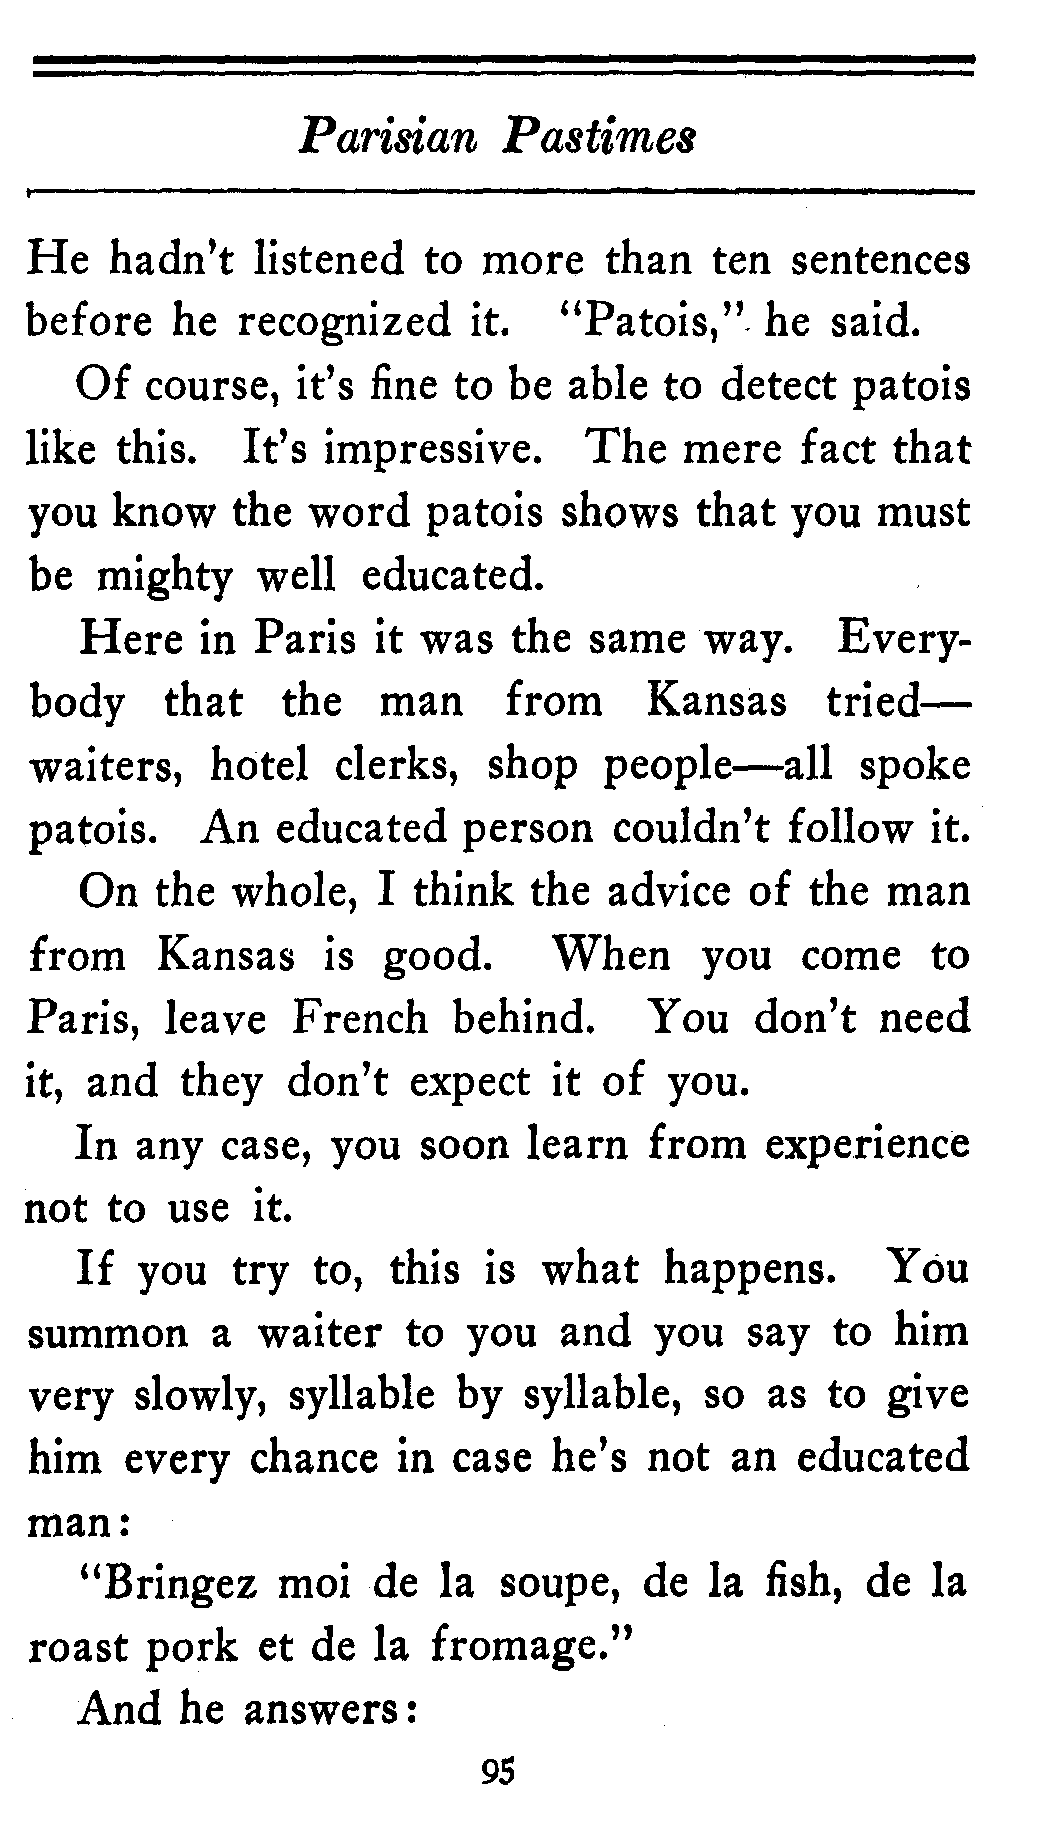 Parisian Pastimes
He hadn't listened to more than ten sentences
before he recognized it. "Patois," he said.
Of course, it's fine to be able to detect patois
like this. It's impressive. The mere fact that
you know the word patois shows that you must
be mighty well educated.
Here in Paris it was the same way. Every-
body that the man from Kansas tried—
waiters, hotel clerks, shop people—all spoke
patois. An educated person couldn't follow it.
On the whole, I think the advice of the man
from Kansas is good. When you come to
Paris, leave French behind. You don't need
it, and they don't expect it of you.
In any case, you soon learn from experience
not to use it.
If you try to, this is what happens. You
summon a waiter to you and you say to him
very slowly, syllable by syllable, so as to give
him every chance in case he's not an educated
man:
"Bringez moi de la soupe, de la fish, de la
roast pork et de la fromage."
And he answers:
95